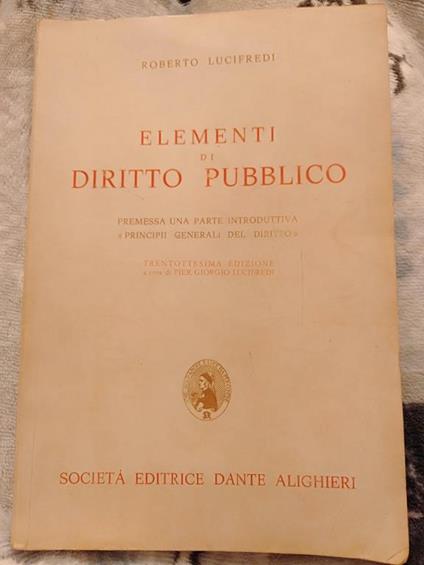 ROBERTO LUCIFREDI
ELEMENTI
DI
DIRITTO PUBBLICO
PREMESSA UNA PARTE INTRODUTTIVA
« PRINCIPII GENERALI DEL DIRITTO »
TRENTOTTESIMA EDIZIONE
a cura di PIER GIORGIO LUCIFREDI
SOCIETÀ EDITRICE DANTE ALIGHIERI